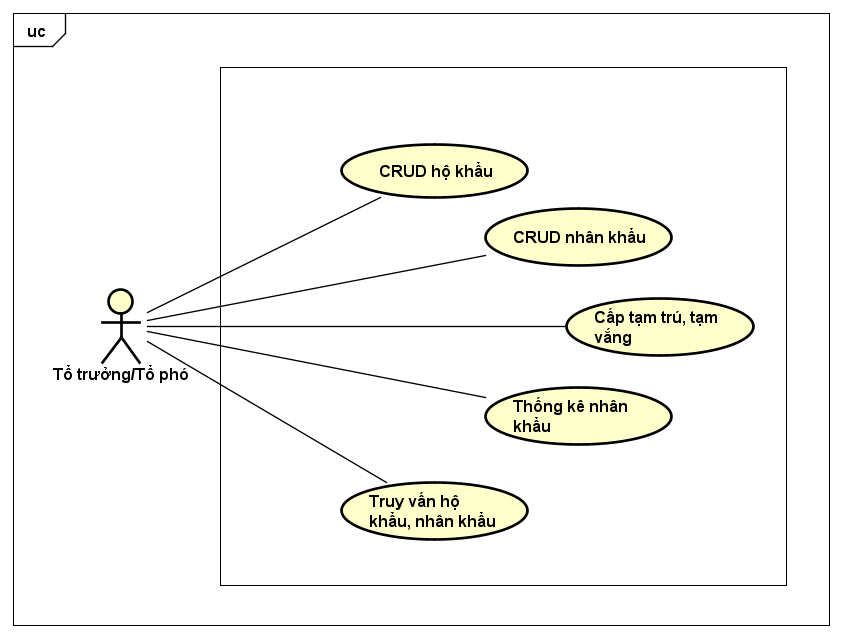 uc
CRUD hộ khẩu
CRUD nhân khẩu
Cấp tạm trú, tạm
vắng
Tổ trưởng/Tổ phó
Thống kê nhân
khẩu
Truy vấn hộ
khẩu, nhân khẩu